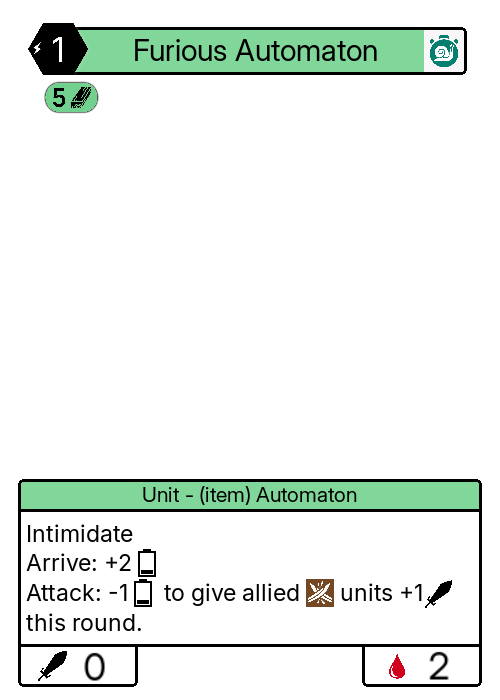 1 Furious Automaton
5
Unit - (item) Automaton
Intimidate
Arrive: +2
Attack: -1 to give allied units +1
this round.
0 2